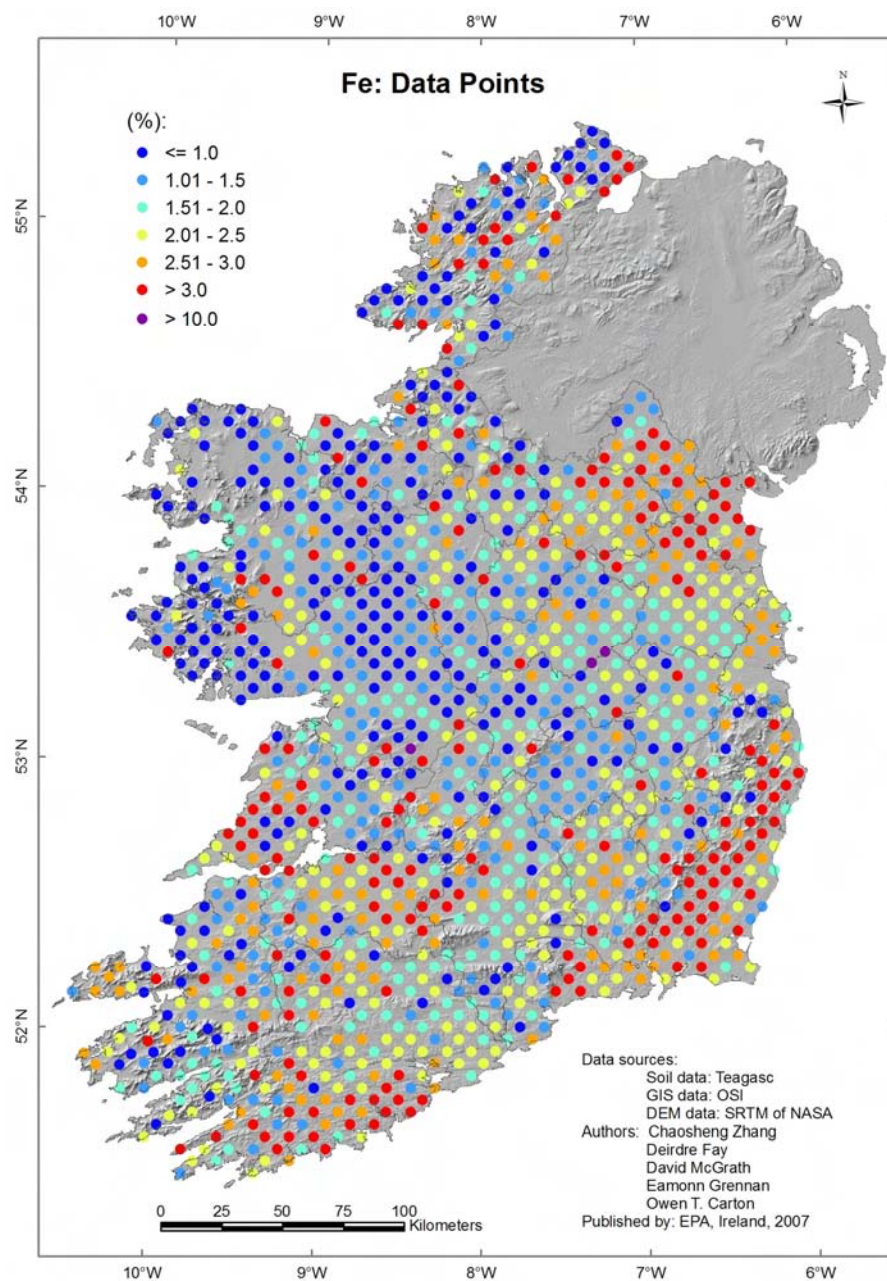 10°W 9°W 8°W 7°W 6°W
Fe: Data Points
N
(%):
<= 1.0
1.01 - 1.5
1.51 - 2.0
2.01 - 2.5
2.51 - 3.0
> 3.0
> 10.0
55°N
54°N
53°N
52°N
Data sources:
Soil data: Teagasc
GIS data: OSI
DEM data: SRTM of NASA
Authors: Chaosheng Zhang
Deirdre Fay
David McGrath
Eamonn Grennan
Owen T. Carton
Published by: EPA, Ireland, 2007
0 25 50 75 100
Kilometers
10°W 9°W 8°W 7°W 6°W